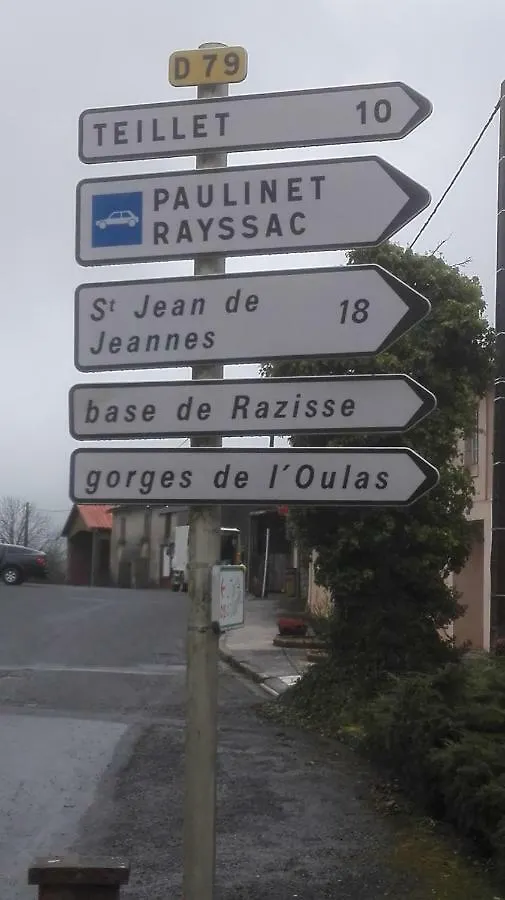 D 79
TEILLET 10
PAULINET
RAYSSAC
St Jean de
Jeannes 18
base de Razisse
gorges de l'Oulas